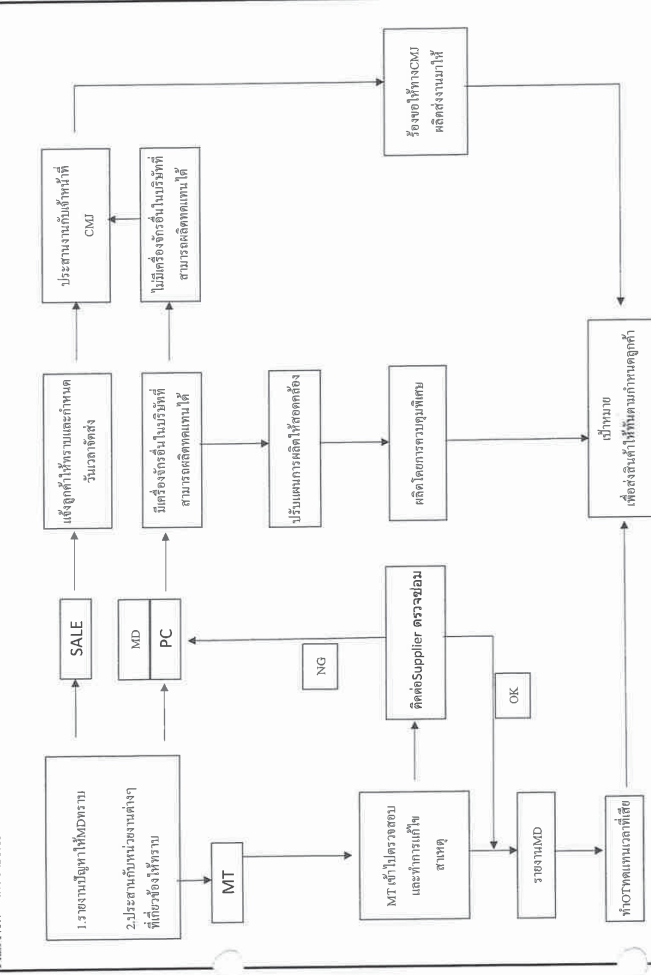 1.รายงานปัญหาให้MDทราบ
2.ประสานกับหน่วยงานต่างๆ
ที่เกี่ยวข้องให้ทราบ
SALE
แจ้งลูกค้าให้ทราบและกำหนด
วันเวลาจัดส่ง
ประสานงานกับเจ้าหน้าที่
CMJ
MD
PC
มีเครื่องจักรอื่นในบริษัทที่
สามารถผลิตทดแทนได้
ไม่มีเครื่องจักรอื่นในบริษัทที่
สามารถผลิตทดแทนได้
MT
ปรับแผนการผลิตให้สอดคล้อง
NG
MT เข้าไปตรวจสอบ
และทำการแก้ไข
สาเหตุ
ติดต่อSupplier ตรวจซ่อม
ผลิตโดยการควบคุมพิเศษ
ร้องขอให้ทางCMJ
ผลิตส่งงานมาให้
OK
รายงานMD
ทำOTทดแทนเวลาที่เสีย
เป้าหมาย
เพื่อส่งสินค้าให้ทันตามกำหนดลูกค้า